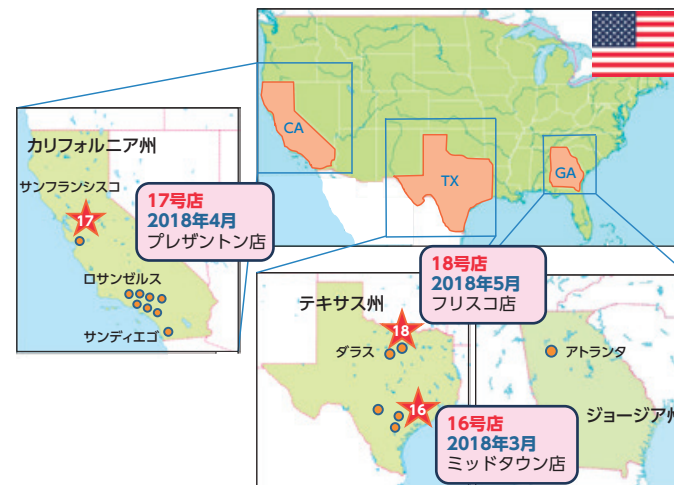 CA
TX
GA
カリフォルニア州
サンフランシスコ
17
17号店
2018年4月
プレザントン店
ロサンゼルス
サンディエゴ
18号店
2018年5月
フリスコ店
テキサス州
18
ダラス
16
アトランタ
ジョージア州
16号店
2018年3月
ミッドタウン店